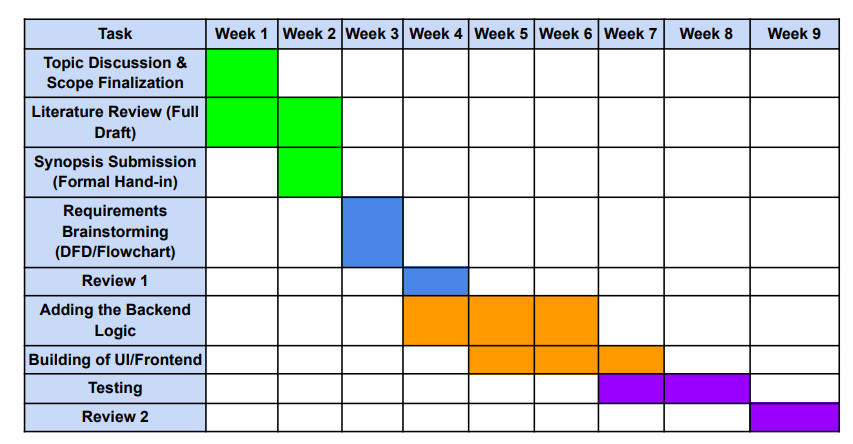 Task Week 1 Week 2 Week 3 Week 4 Week 5 Week 6 Week 7 Week 8 Week 9
Topic Discussion &
Scope Finalization
Literature Review (Full
Draft)
Synopsis Submission
(Formal Hand-in)
Requirements
Brainstorming
(DFD/Flowchart)
Review 1
Adding the Backend
Logic
Building of UI/Frontend
Testing
Review 2